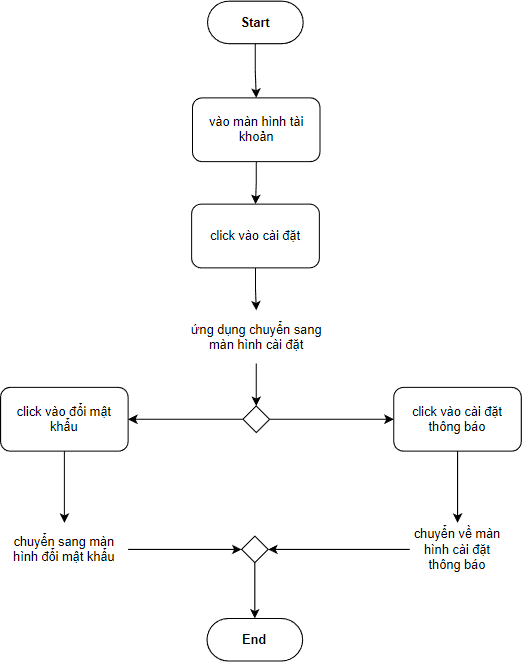 Start
vào màn hình tài
khoản
click vào cài đặt
ứng dụng chuyển sang
màn hình cài đặt
click vào đổi mật
khẩu
click vào cài đặt
thông báo
chuyển sang màn
hình đổi mật khẩu
chuyển về màn
hình cài đặt
thông báo
End